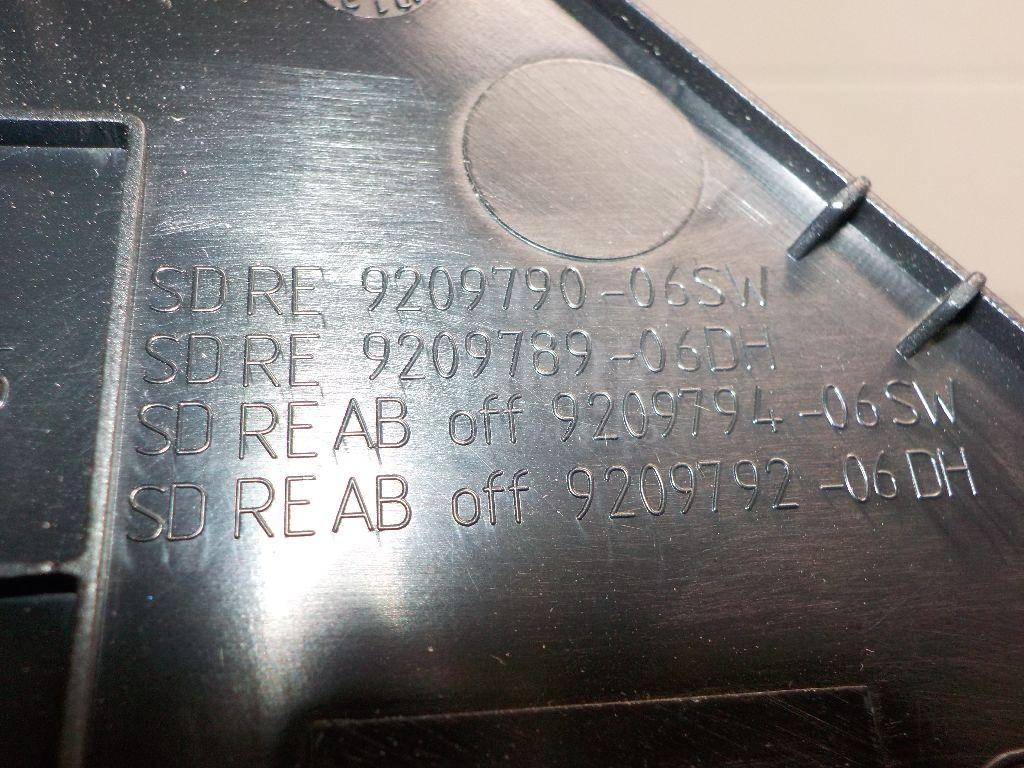 SD RE 9209790-06SW
SD RE 9209789-06DH
SD RE AB off 9209794-06SW
SD RE AB off 9209792-06DH